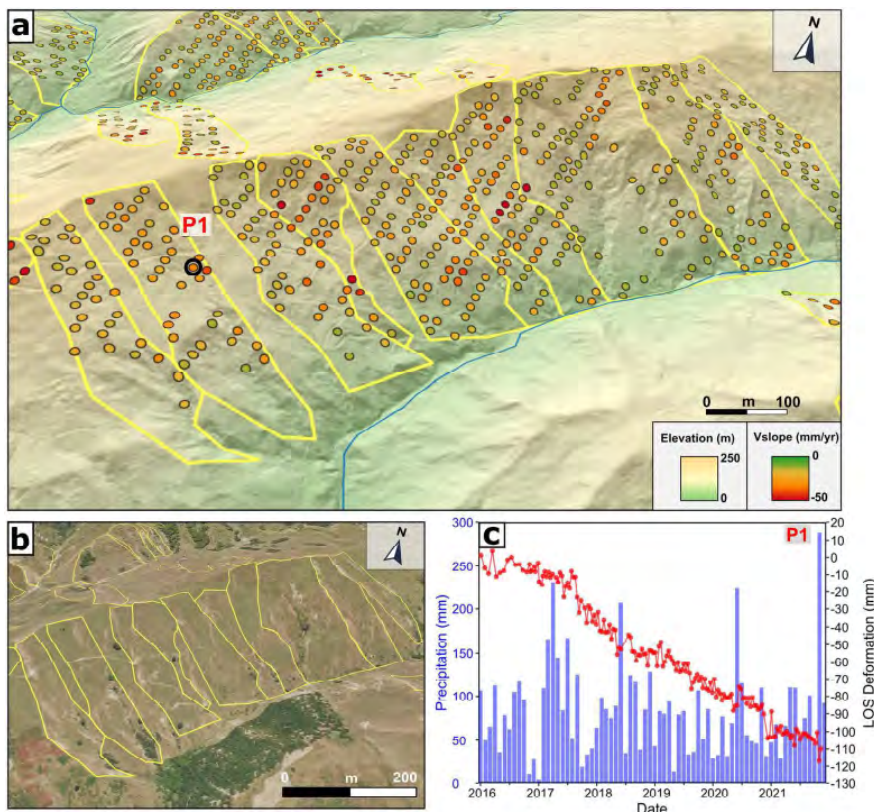 a
N
P1
0 m 100
Elevation (m)
250
0
Vslope (mm/yr)
0
-50
b
N
0 m 200
c
P1
Precipitation (mm)
300
250
200
150
100
50
0
20
10
0
-10
-20
-30
-40
-50
-60
-70
-80
-90
-100
-110
-120
-130
LOS Deformation (mm)
2016 2017 2018 2019 2020 2021
Date